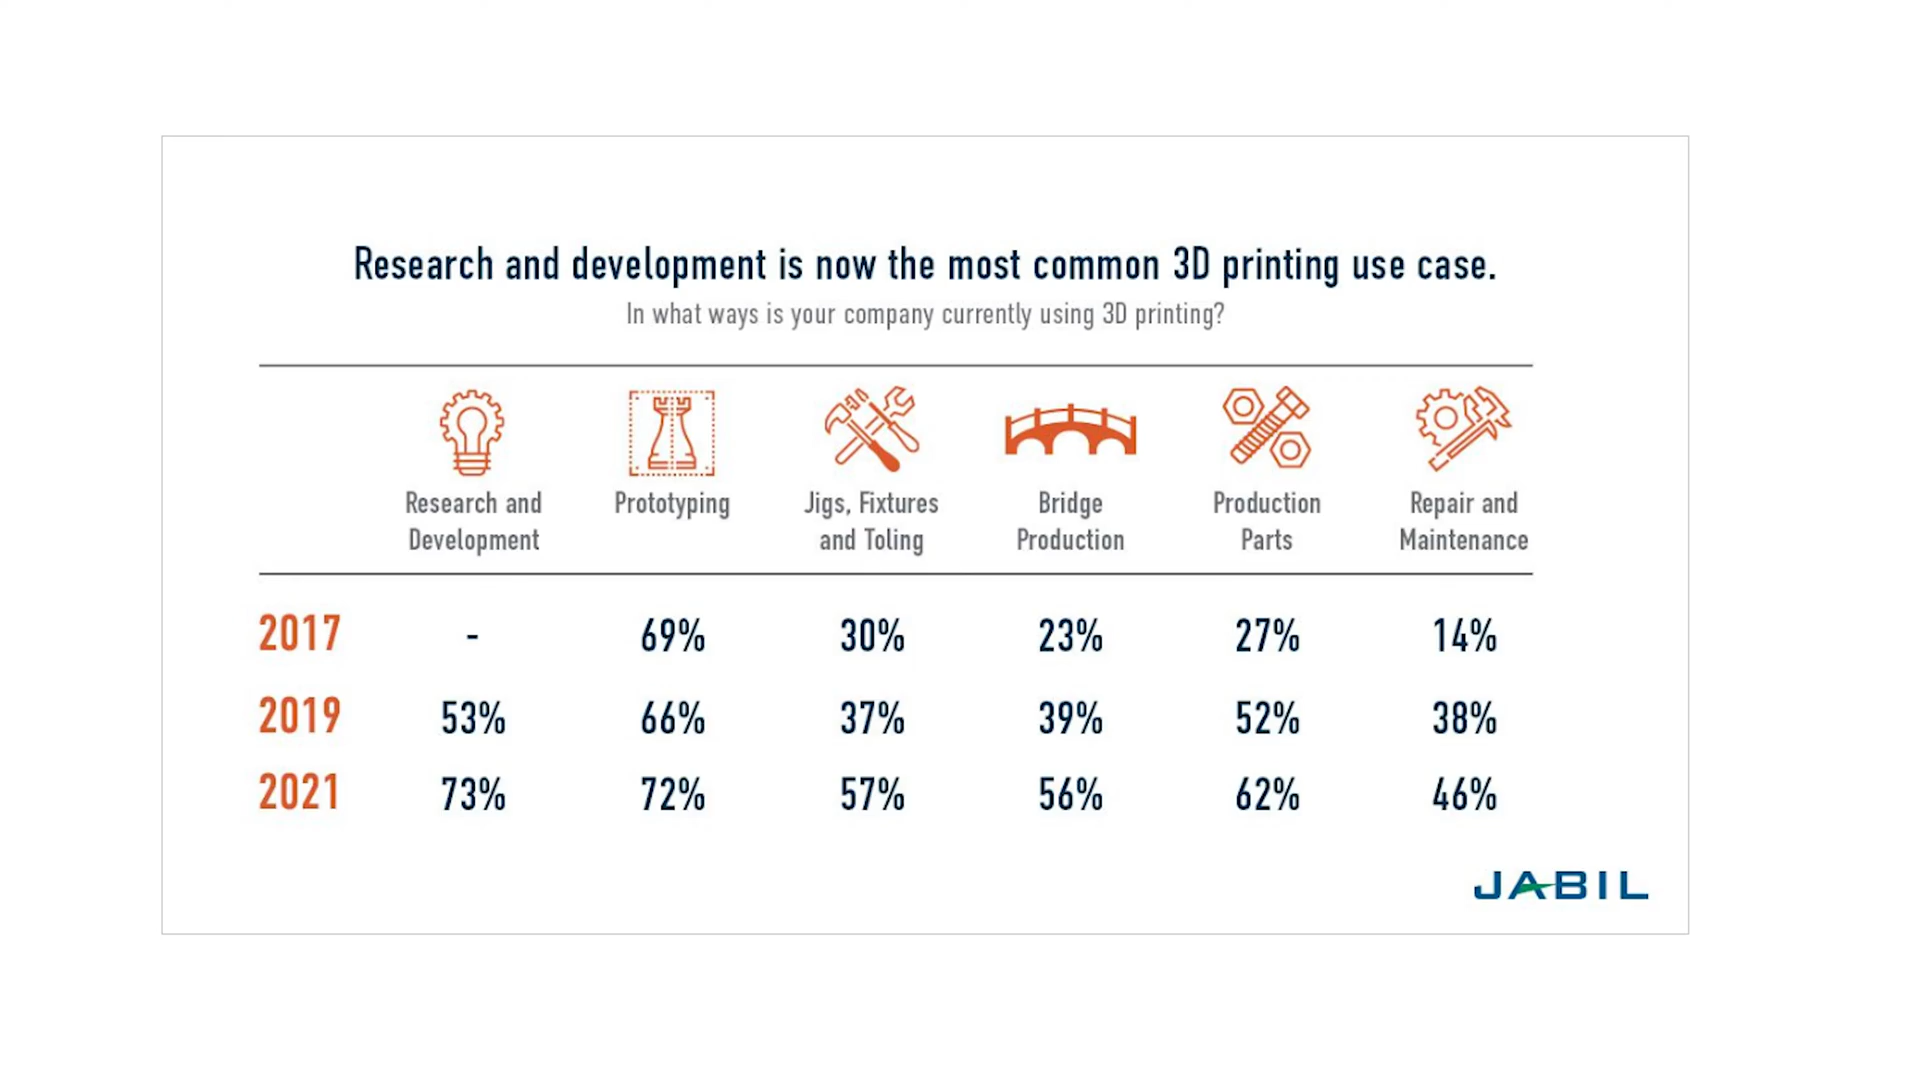 Research and development is now the most common 3D printing use case.
In what ways is your company currently using 3D printing?
Research and Development
Prototyping
Jigs, Fixtures and Toling
Bridge Production
Production Parts
Repair and Maintenance
2017 - 69% 30% 23% 27% 14%
2019 53% 66% 37% 39% 52% 38%
2021 73% 72% 57% 56% 62% 46%
JABIL